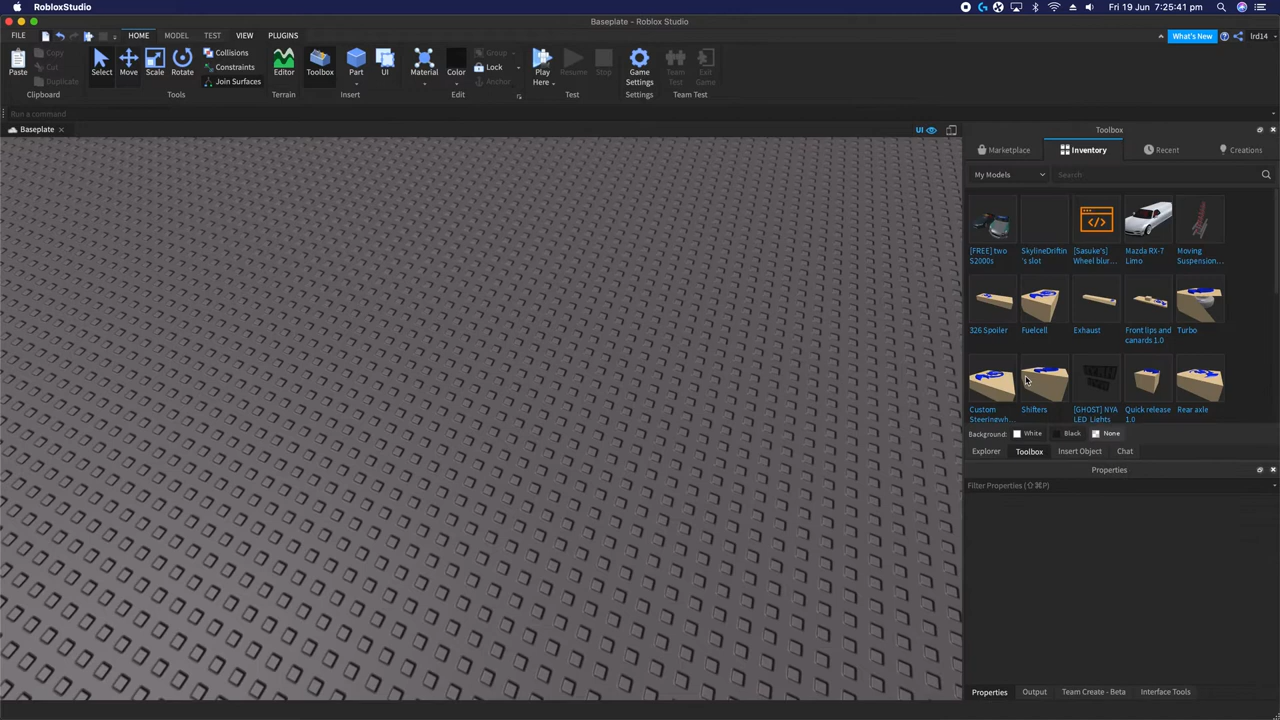 RobloxStudio
Fri 19 Jun 7:25:41 pm
Baseplate - Roblox Studio
FILE
HOME MODEL TEST VIEW PLUGINS
What's New
lrd14
Paste
Copy
Cut
Duplicate
Select
Move
Scale
Rotate
Collisions
Constraints
Join Surfaces
Editor
Toolbox
Part
UI
Material
Color
Group
Lock
Anchor
Play
Here
Resume
Stop
Game
Settings
Team
Test
Exit
Game
Clipboard
Tools
Terrain
Insert
Edit
Test
Settings
Team Test
Run a command
Baseplate
UI
Toolbox
Marketplace
Inventory
Recent
Creations
My Models
Search
[FREE] two
S2000s
SkylineDriftin
's slot
[Sasuke's]
Wheel blur...
Mazda RX-7
Limo
Moving
Suspension...
326 Spoiler
Fuelcell
Exhaust
Front lips and
canards 1.0
Turbo
Custom
Steeringwh...
Shifters
[GHOST] NYA
LED Lights
Quick release
1.0
Rear axle
Background: White Black None
Explorer Toolbox Insert Object Chat
Properties
Filter Properties (⇧⌘P)
Properties Output Team Create - Beta Interface Tools